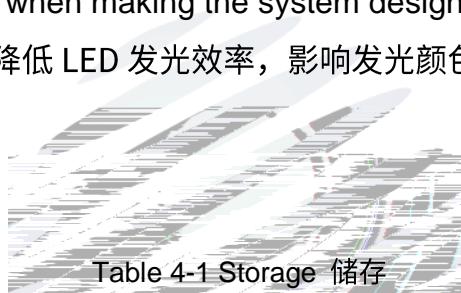 when making the system design
降低 LED 发光效率，影响发光颜色
Table 4-1 Storage 储存